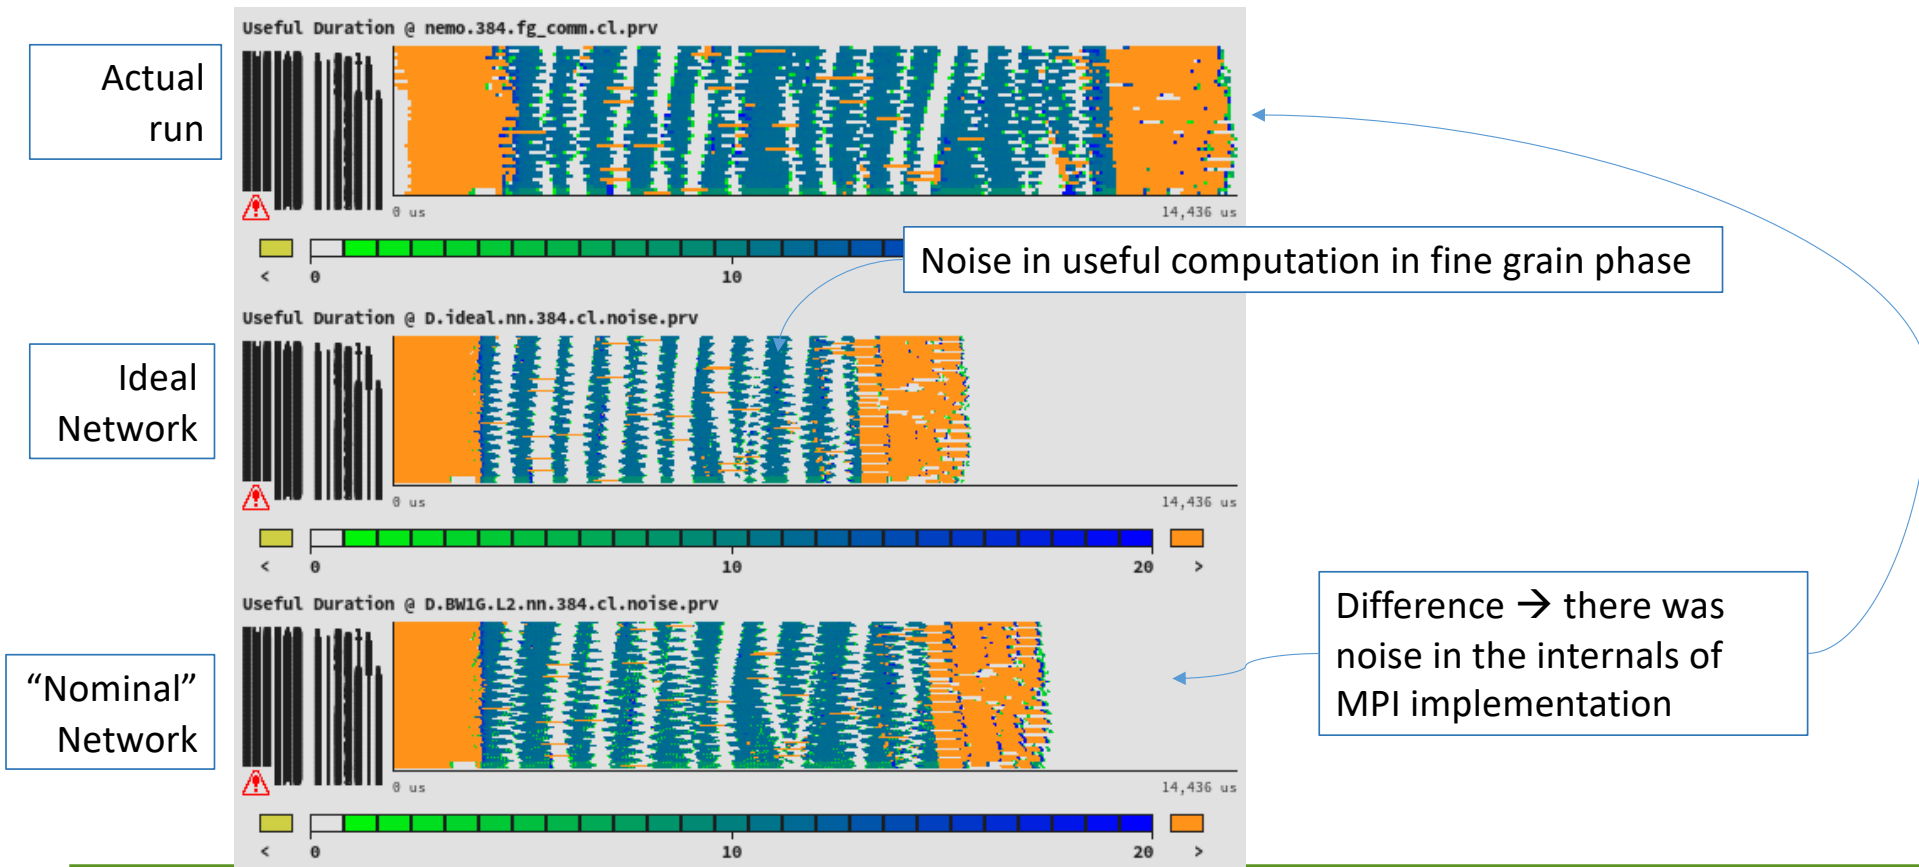 Useful Duration @ nemo.384.fg_comm.cl.prv
Actual
run
0 us
14,436 us
<
0
10
Noise in useful computation in fine grain phase
Useful Duration @ D.ideal.nn.384.cl.noise.prv
Ideal
Network
0 us
14,436 us
<
0
10
20
>
Useful Duration @ D.BW1G.L2.nn.384.cl.noise.prv
"Nominal"
Network
0 us
14,436 us
<
0
10
20
>
Difference → there was
noise in the internals of
MPI implementation